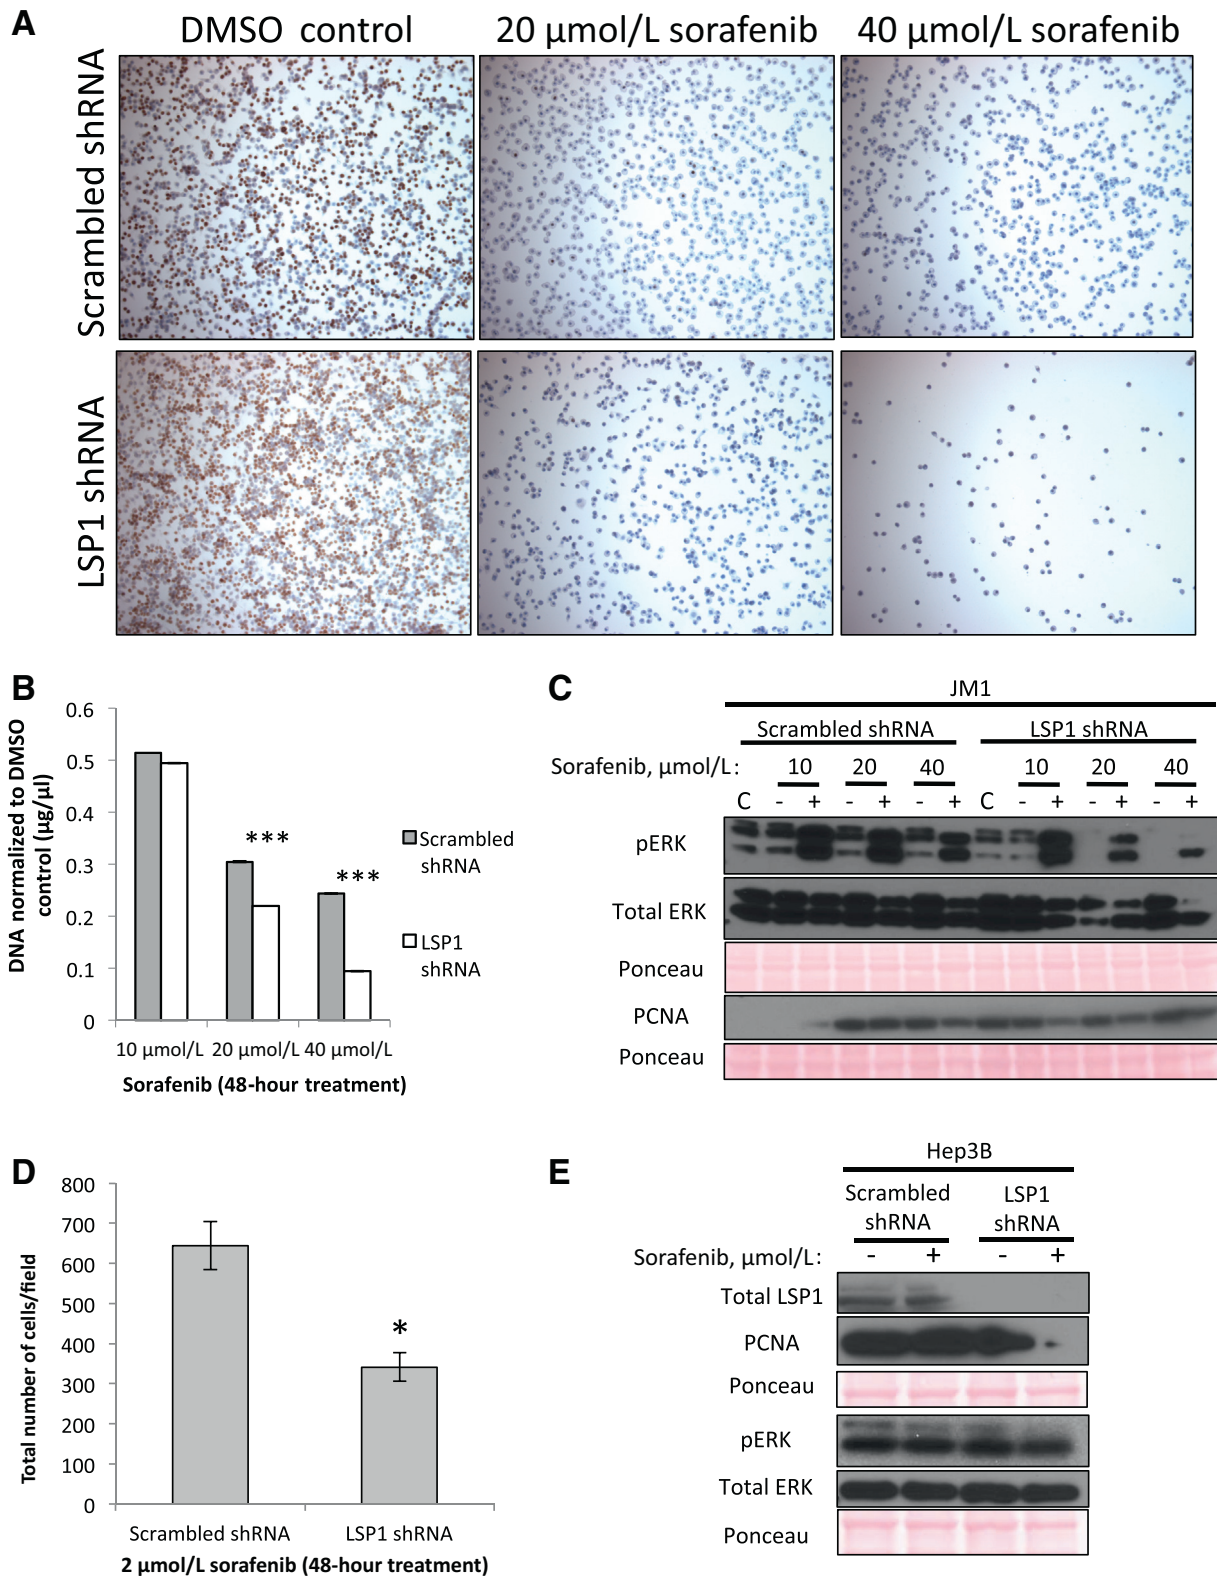 A
DMSO control
20 µmol/L sorafenib
40 µmol/L sorafenib
Scrambled shRNA
LSP1 shRNA
B
DNA normalized to DMSO
control (µg/µl)
0.6
0.5
0.4
0.3
0.2
0.1
0
***
***
Scrambled
shRNA
LSP1
shRNA
10 µmol/L 20 µmol/L 40 µmol/L
Sorafenib (48-hour treatment)
C
JM1
Scrambled shRNA LSP1 shRNA
Sorafenib, µmol/L: 10 20 40 10 20 40
C - + - + - + C - + - + - +
pERK
Total ERK
Ponceau
PCNA
Ponceau
D
Total number of cells/field
800
700
600
500
400
300
200
100
0
*
Scrambled shRNA LSP1 shRNA
2 µmol/L sorafenib (48-hour treatment)
E
Hep3B
Scrambled
shRNA
LSP1
shRNA
Sorafenib, µmol/L: - + - +
Total LSP1
PCNA
Ponceau
pERK
Total ERK
Ponceau